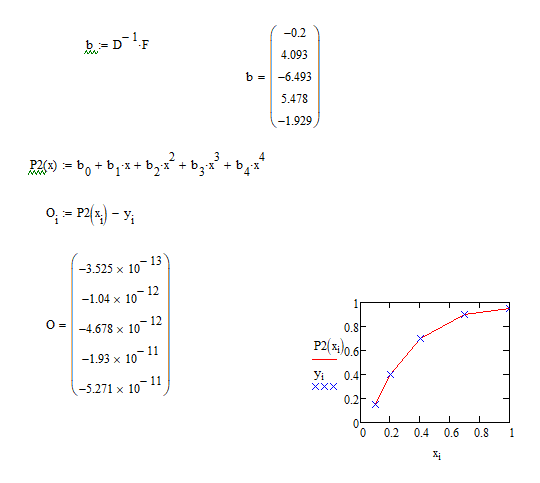 b := D⁻¹·F
b =
−0.2
4.093
−6.493
5.478
−1.929
P2(x) := b₀ + b₁·x + b₂·x² + b₃·x³ + b₄·x⁴
Oᵢ := P2(xᵢ) − yᵢ
O =
−3.525 × 10⁻¹³
−1.04 × 10⁻¹²
−4.678 × 10⁻¹²
−1.93 × 10⁻¹¹
−5.271 × 10⁻¹¹
P2(xᵢ)
yᵢ
1
0.8
0.6
0.4
0.2
0
0 0.2 0.4 0.6 0.8 1
xᵢ